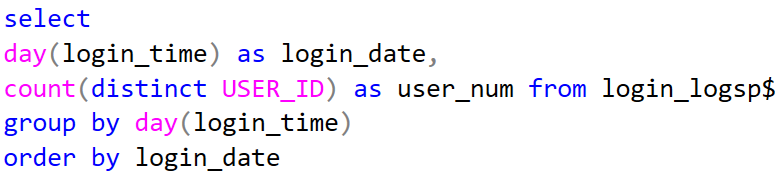 select
day(login_time) as login_date,
count(distinct USER_ID) as user_num from login_logsp$
group by day(login_time)
order by login_date